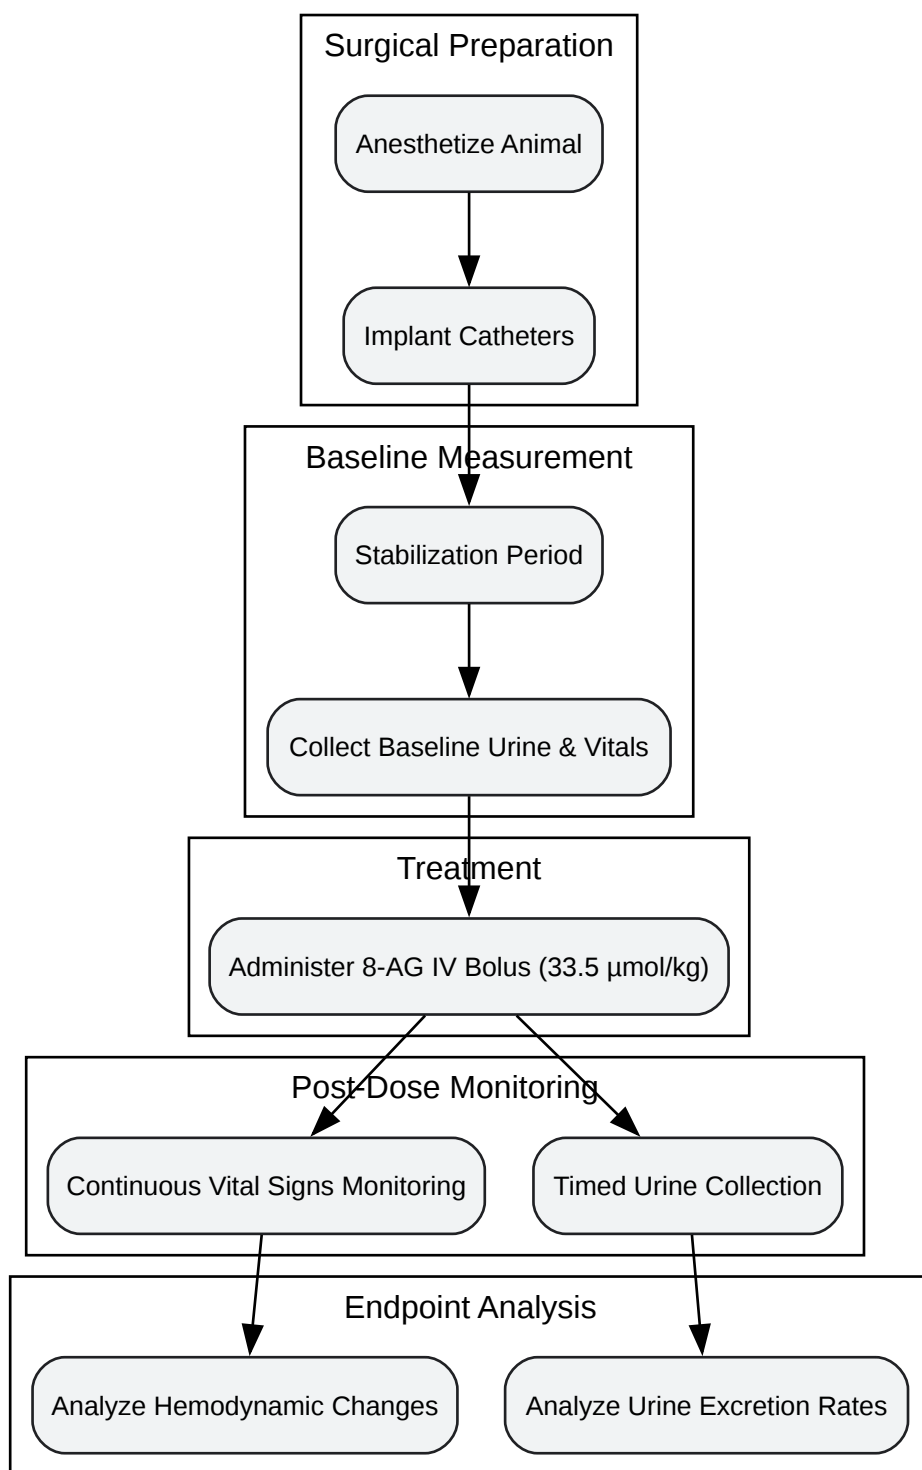 Surgical Preparation
Anesthetize Animal
Implant Catheters
Baseline Measurement
Stabilization Period
Collect Baseline Urine & Vitals
Treatment
Administer 8-AG IV Bolus (33.5 µmol/kg)
Post-Dose Monitoring
Continuous Vital Signs Monitoring
Timed Urine Collection
Endpoint Analysis
Analyze Hemodynamic Changes
Analyze Urine Excretion Rates